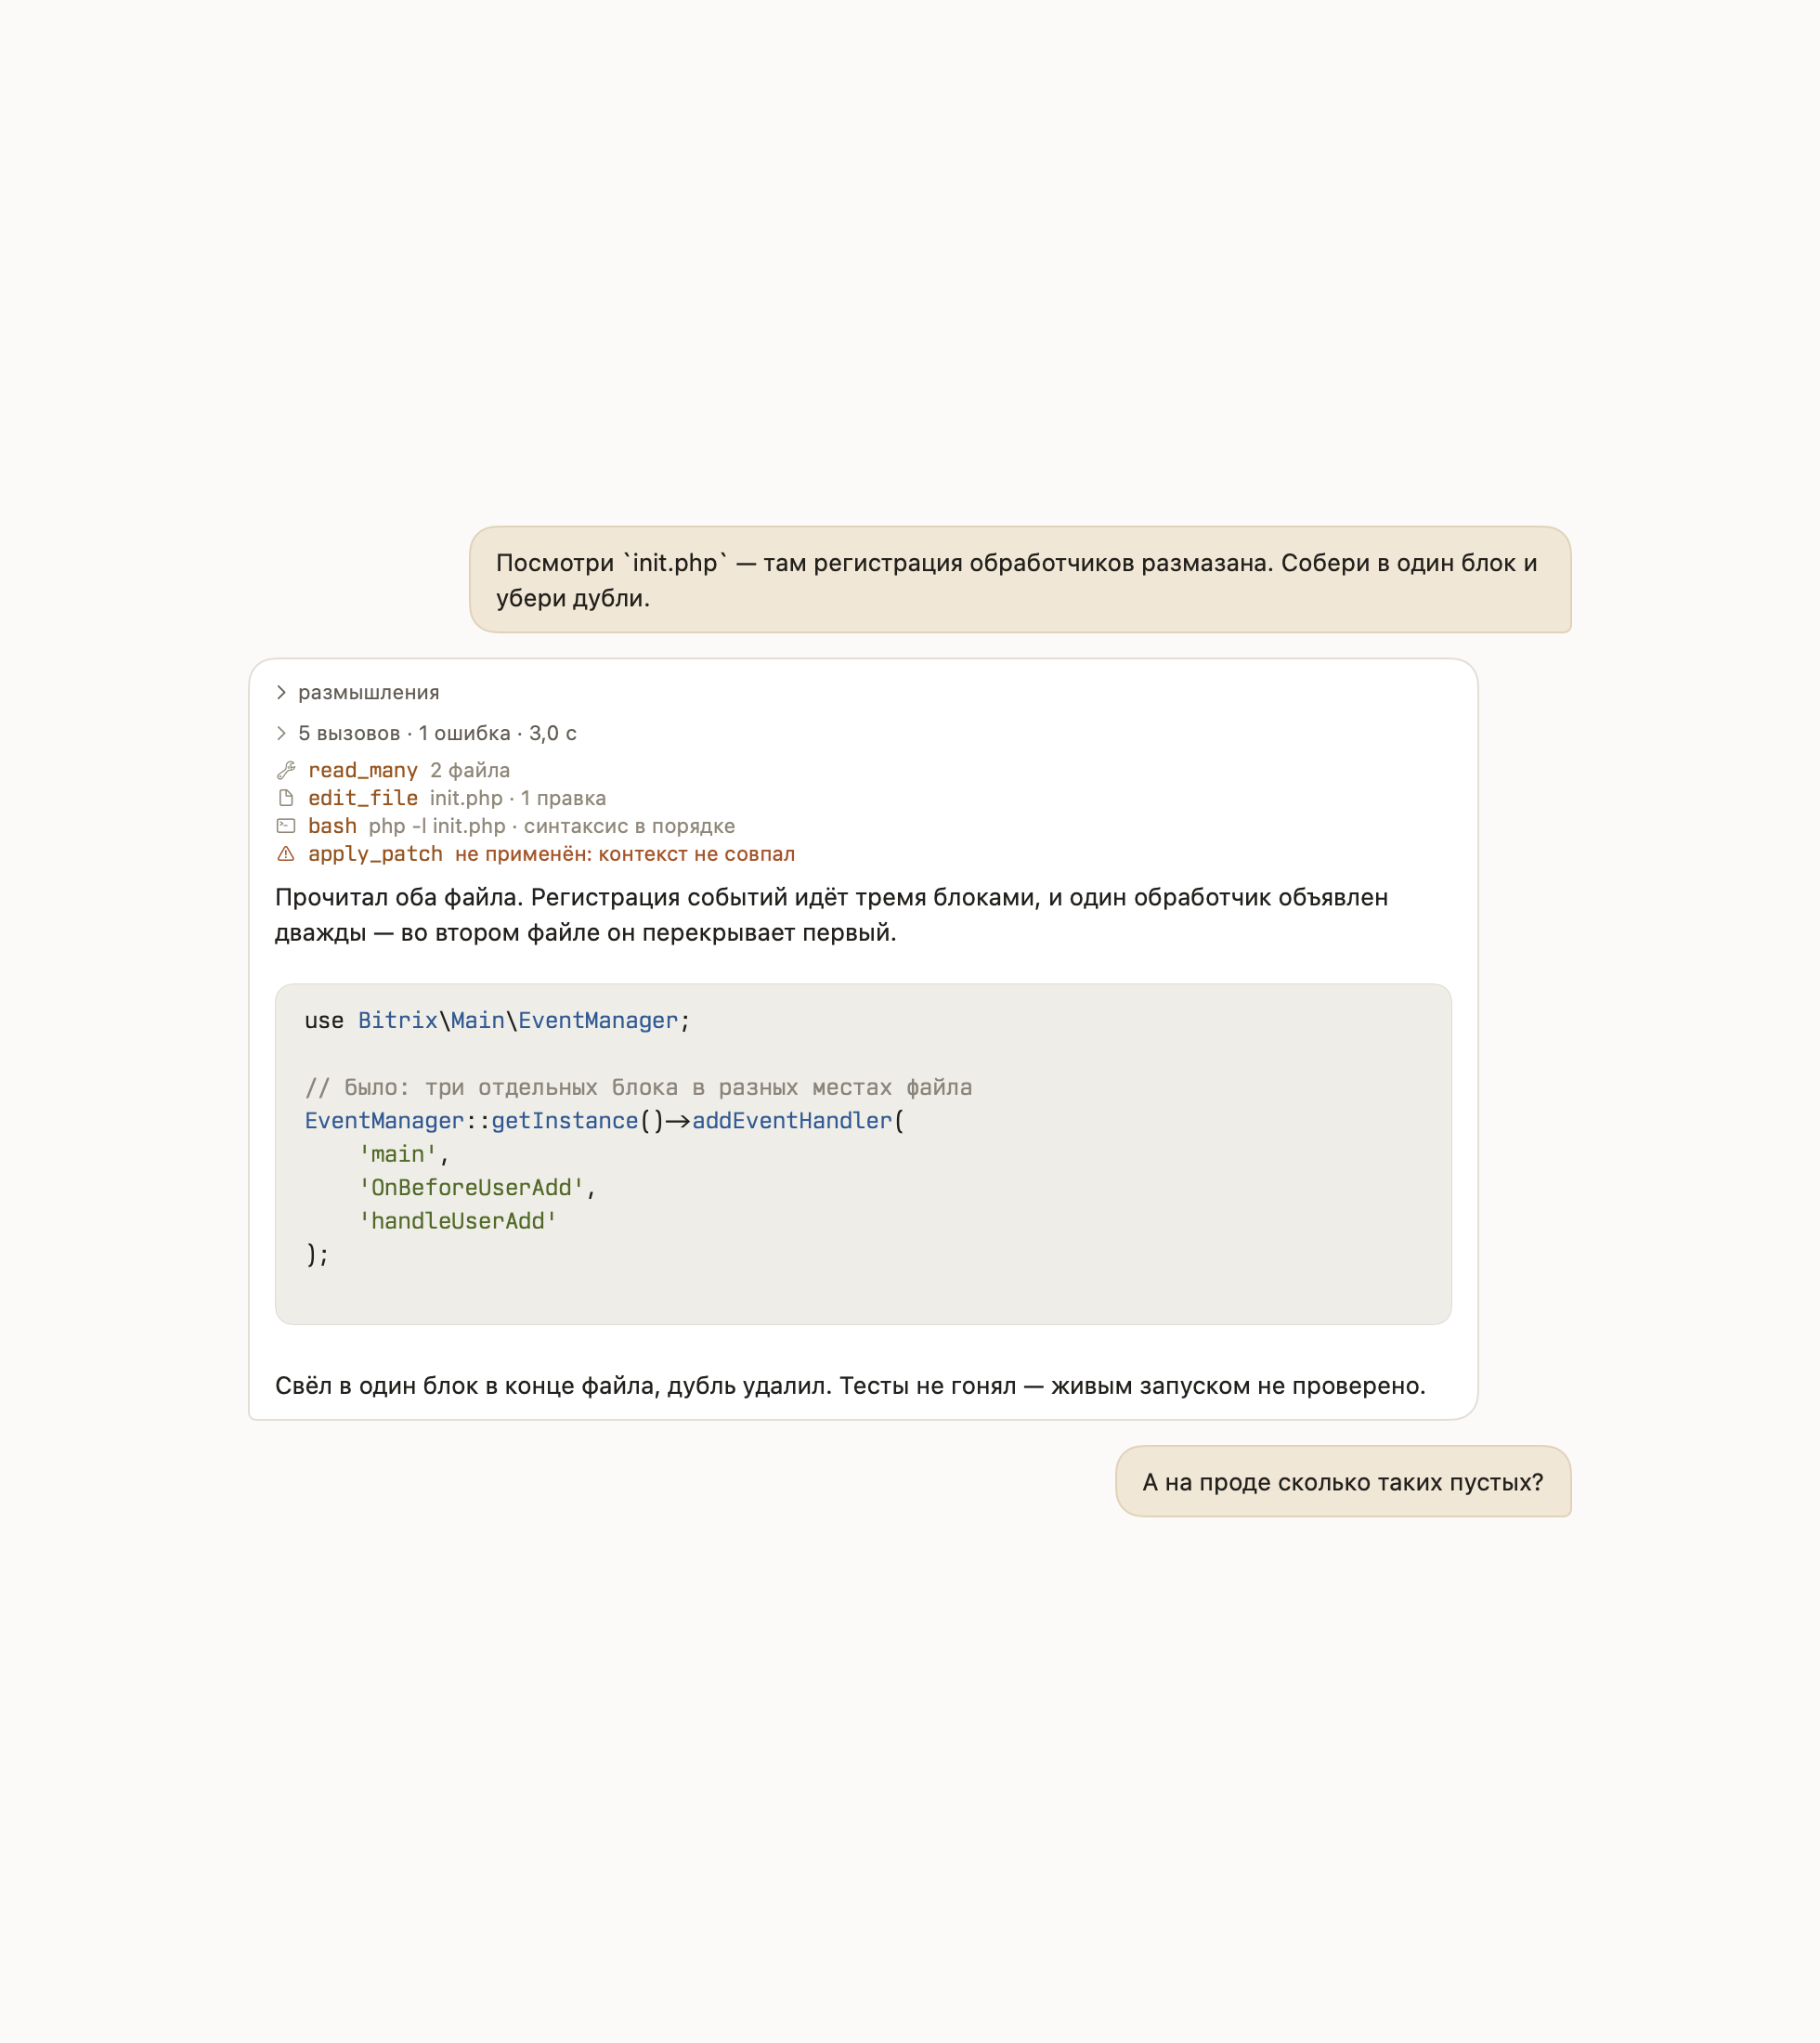 Посмотри `init.php` — там регистрация обработчиков размазана. Собери в один блок и
убери дубли.
размышления
5 вызовов · 1 ошибка · 3,0 с
read_many 2 файла
edit_file init.php · 1 правка
bash php -l init.php · синтаксис в порядке
apply_patch не применён: контекст не совпал
Прочитал оба файла. Регистрация событий идёт тремя блоками, и один обработчик объявлен
дважды — во втором файле он перекрывает первый.
use Bitrix\Main\EventManager;
// было: три отдельных блока в разных местах файла
EventManager::getInstance()->addEventHandler(
    'main',
    'OnBeforeUserAdd',
    'handleUserAdd'
);
Свёл в один блок в конце файла, дубль удалил. Тесты не гонял — живым запуском не проверено.
А на проде сколько таких пустых?